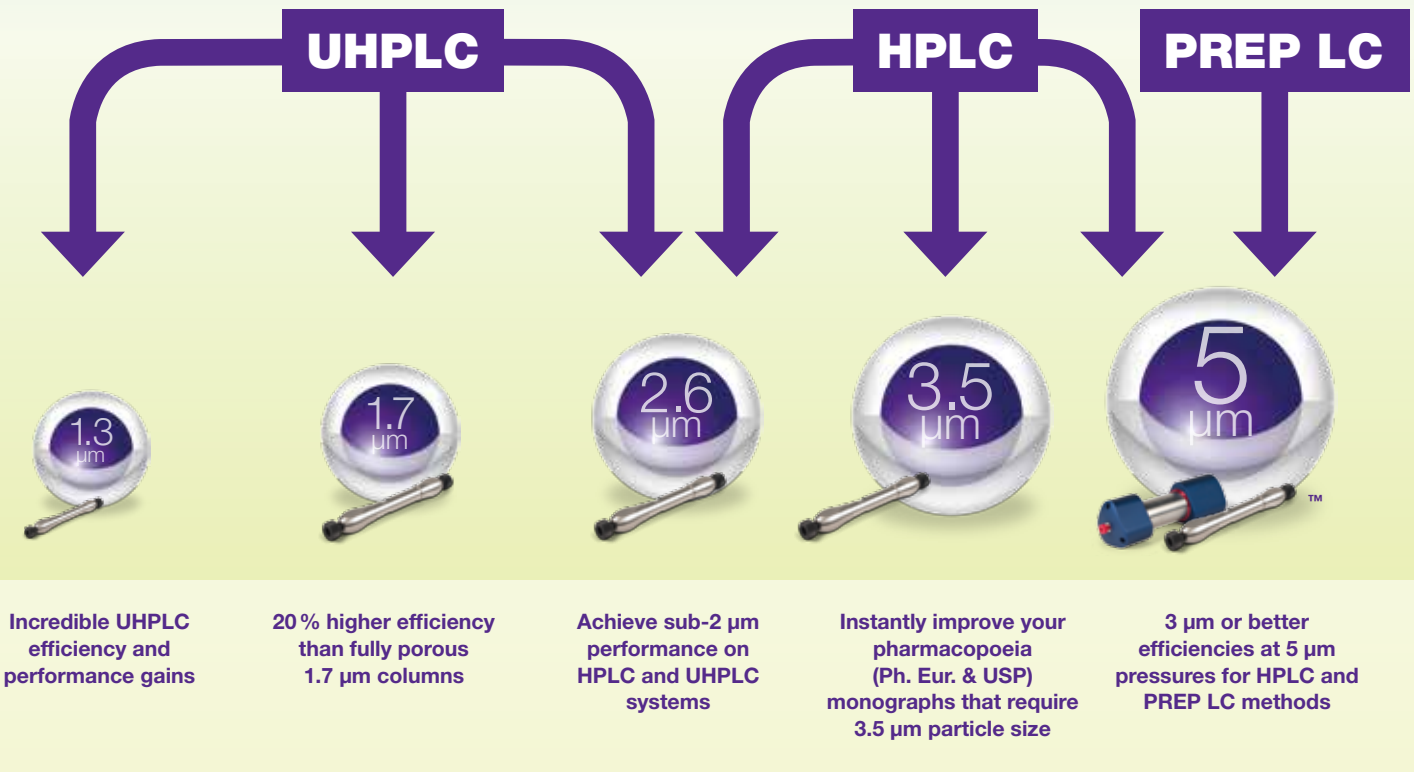 UHPLC
HPLC
PREP LC
1.3
µm
1.7
µm
2.6
µm
3.5
µm
5
µm
™
Incredible UHPLC
efficiency and
performance gains
20 % higher efficiency
than fully porous
1.7 µm columns
Achieve sub-2 µm
performance on
HPLC and UHPLC
systems
Instantly improve your
pharmacopoeia
(Ph. Eur. & USP)
monographs that require
3.5 µm particle size
3 µm or better
efficiencies at 5 µm
pressures for HPLC and
PREP LC methods